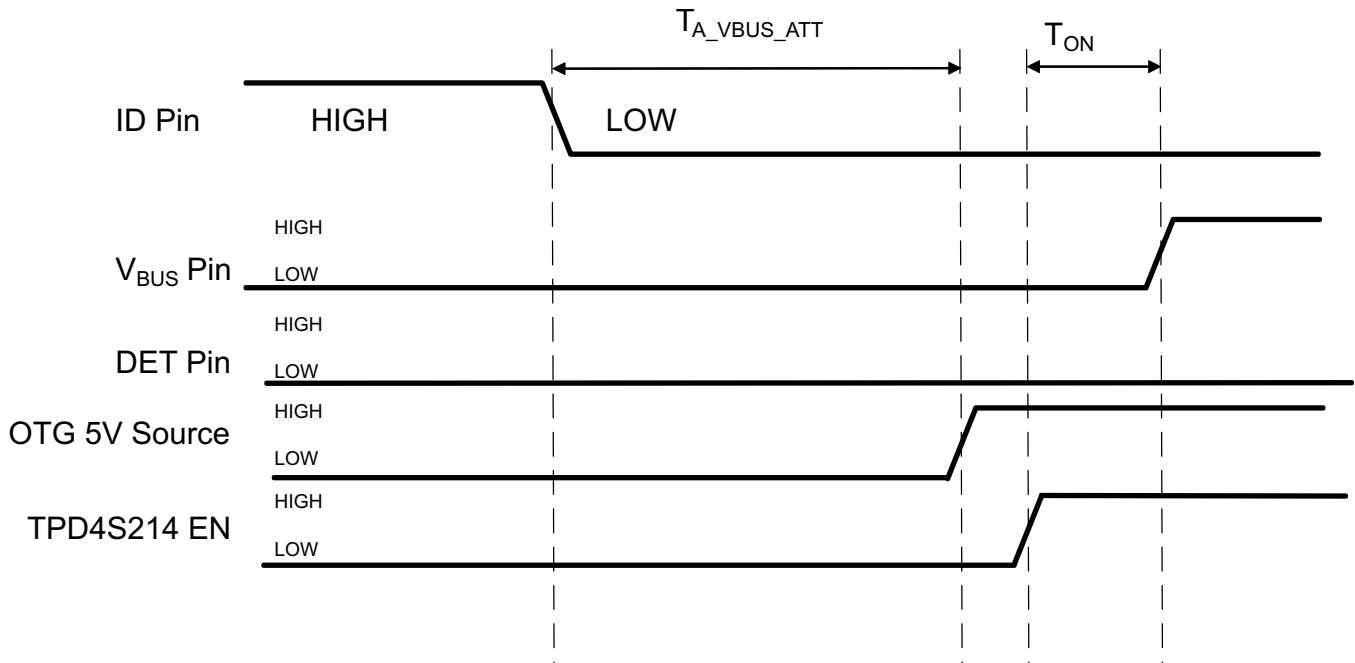 T_A_VBUS_ATT
T_ON
ID Pin HIGH LOW
HIGH
V_BUS Pin
LOW
HIGH
DET Pin
LOW
HIGH
OTG 5V Source
LOW
HIGH
TPD4S214 EN
LOW